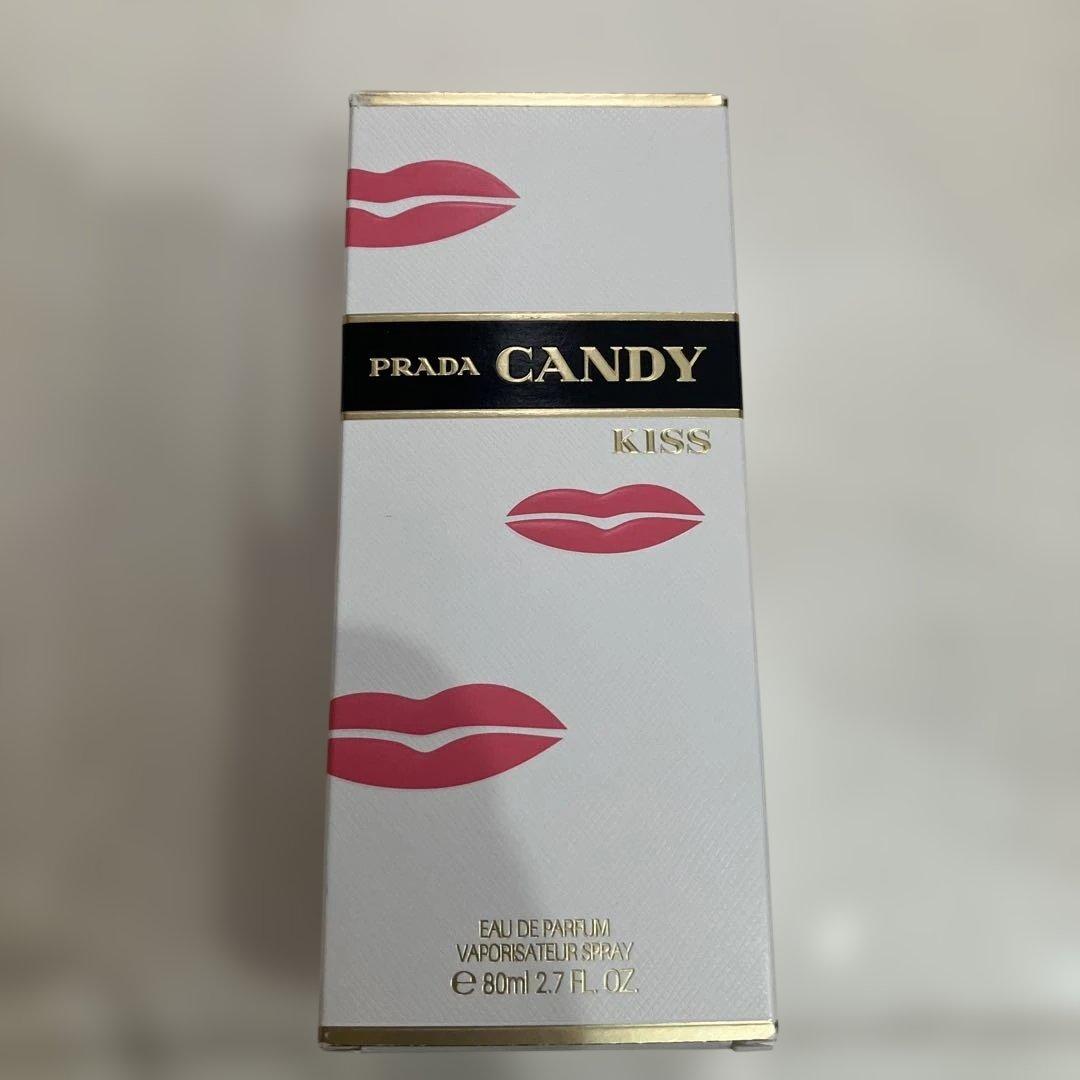 PRADA CANDY
KISS
EAU DE PARFUM
VAPORISATEUR SPRAY
℮ 80ml 2.7 FL. OZ.